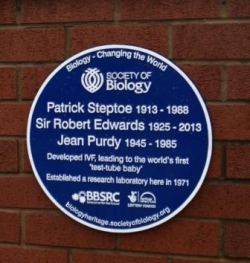 Biology - Changing the World
SOCIETY OF
Biology
Patrick Steptoe 1913 - 1988
Sir Robert Edwards 1925 - 2013
Jean Purdy 1945 - 1985
Developed IVF, leading to the world's first
'test-tube baby'
Established a research laboratory here in 1971
BBSRC
LOTTERY FUNDED
biologyheritage.societyofbiology.org